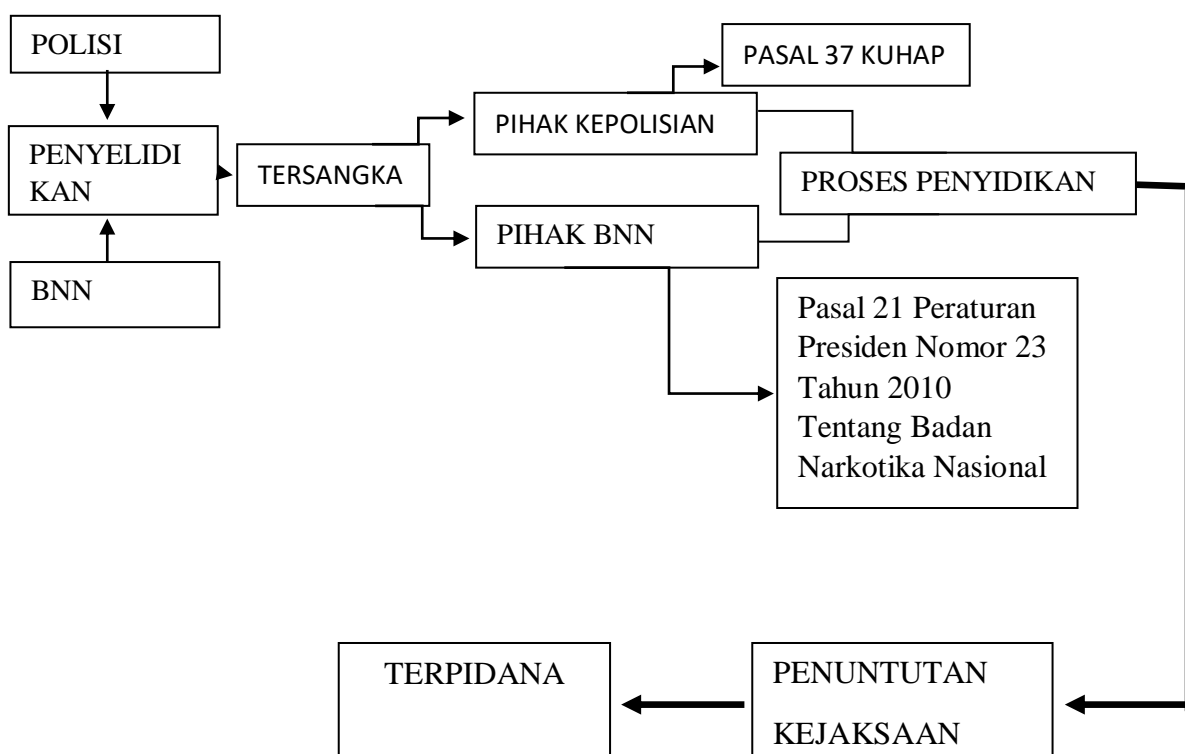 POLISI
PENYELIDI
KAN
BNN
TERSANGKA
PASAL 37 KUHAP
PIHAK KEPOLISIAN
PIHAK BNN
PROSES PENYIDIKAN
Pasal 21 Peraturan
Presiden Nomor 23
Tahun 2010
Tentang Badan
Narkotika Nasional
TERPIDANA
PENUNTUTAN
KEJAKSAAN